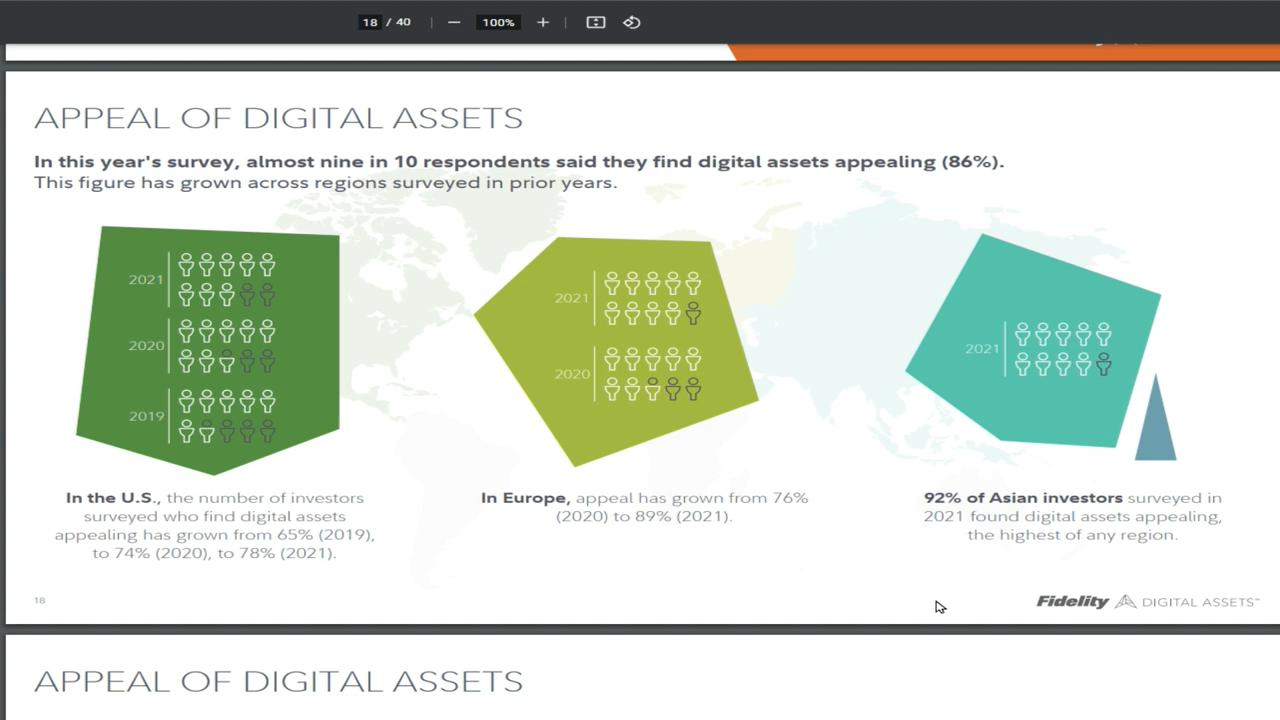 18 / 40
100%
APPEAL OF DIGITAL ASSETS
In this year's survey, almost nine in 10 respondents said they find digital assets appealing (86%).
This figure has grown across regions surveyed in prior years.
2021
2020
2019
In the U.S., the number of investors
surveyed who find digital assets
appealing has grown from 65% (2019),
to 74% (2020), to 78% (2021).
2021
2020
In Europe, appeal has grown from 76%
(2020) to 89% (2021).
2021
92% of Asian investors surveyed in
2021 found digital assets appealing,
the highest of any region.
18
Fidelity DIGITAL ASSETS℠
APPEAL OF DIGITAL ASSETS